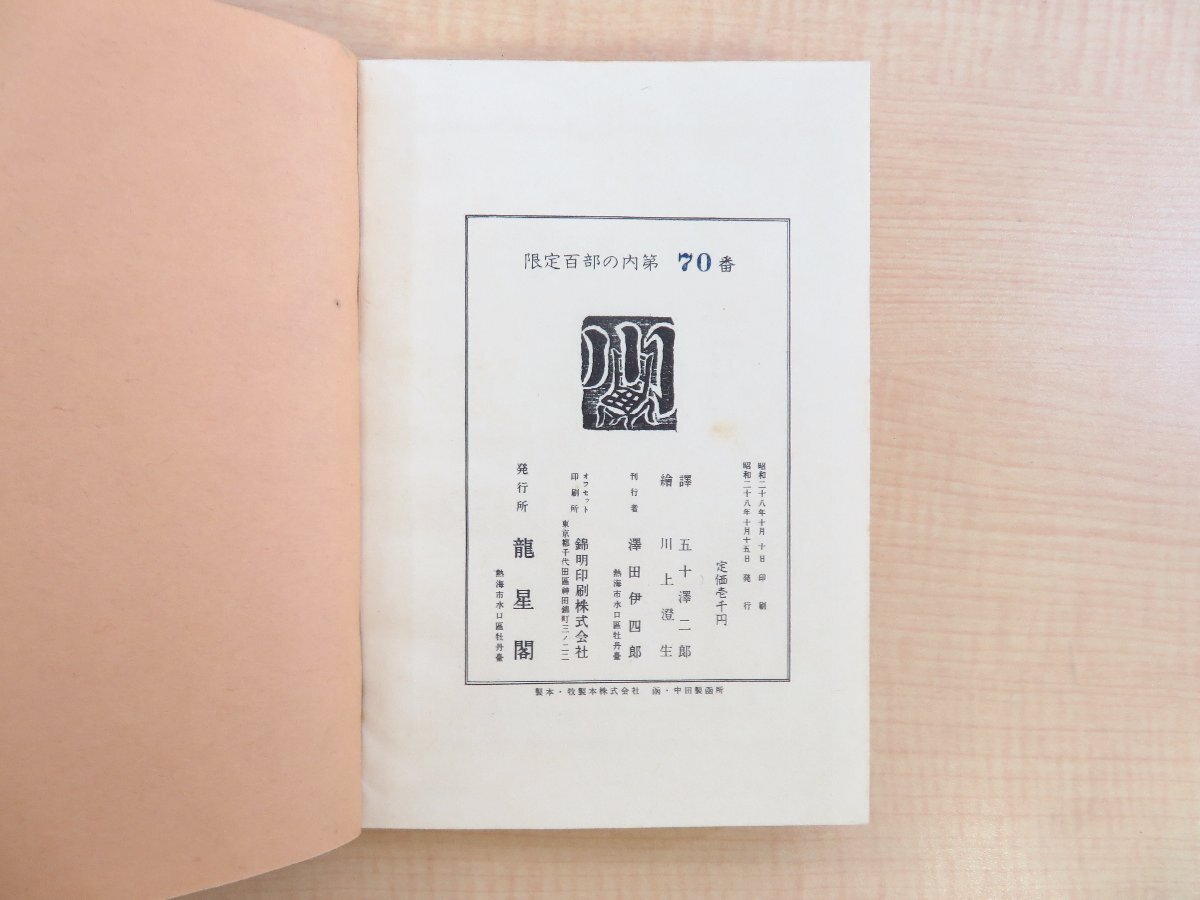 限定百部の内第 70 番
昭和二十八年十月 十日 印刷
昭和二十八年十月十五日 発行
定価壱千円
譯 五十澤二郎
繪 川上澄生
刊行者 澤田伊四郎
熱海市水口區牡丹臺
オフセット印刷所 錦明印刷株式会社
東京都千代田區神田錦町三ノ二二
発行所 龍星閣
熱海市水口區牡丹臺
製本・牧製本株式会社 函・中田製函所